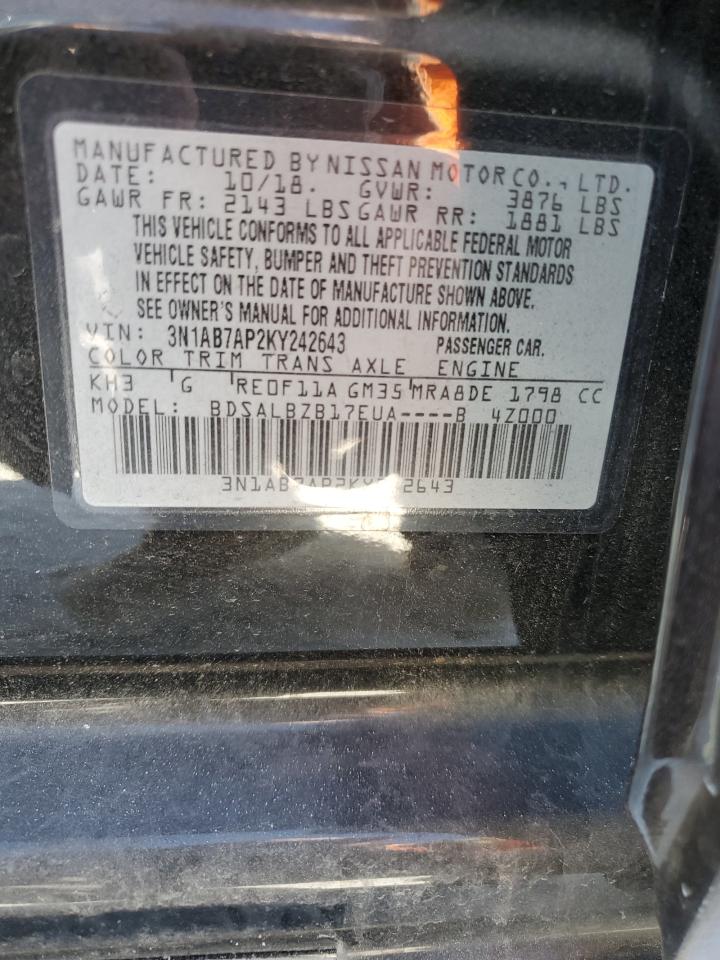 MANUFACTURED BY NISSAN MOTOR CO., LTD.
DATE: 10/18. GVWR: 3876 LBS
GAWR FR: 2143 LBS GAWR RR: 1881 LBS
THIS VEHICLE CONFORMS TO ALL APPLICABLE FEDERAL MOTOR
VEHICLE SAFETY, BUMPER AND THEFT PREVENTION STANDARDS
IN EFFECT ON THE DATE OF MANUFACTURE SHOWN ABOVE.
SEE OWNER'S MANUAL FOR ADDITIONAL INFORMATION.
VIN: 3N1AB7AP2KY242643 PASSENGER CAR.
COLOR TRIM TRANS AXLE ENGINE
KH3 G RE0F11A GM35 MRA8DE 1798 CC
MODEL: BDSALBZB17EUA----B 4Z000
3N1AB7AP2KY242643